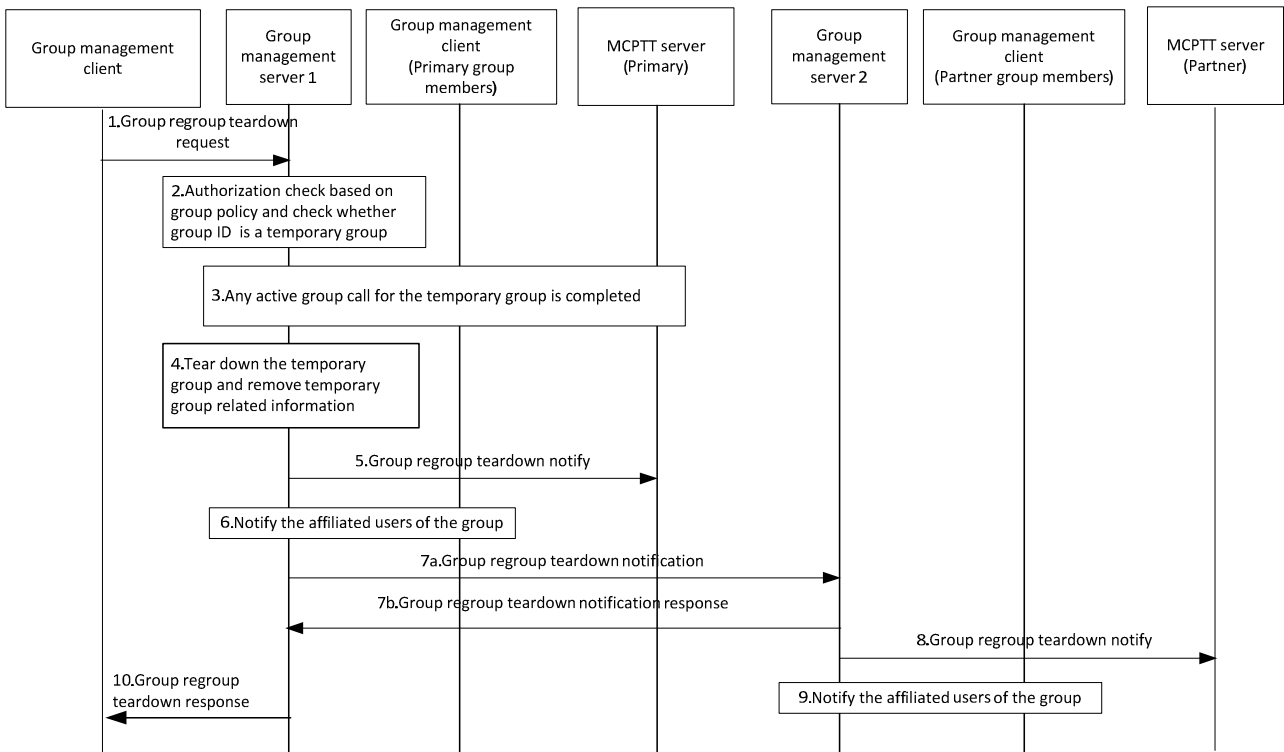 Group management
client
Group
management
server 1
Group management
client
(Primary group
members)
MCPTT server
(Primary)
Group
management
server 2
Group management
client
(Partner group members)
MCPTT server
(Partner)
1.Group regroup teardown
request
2.Authorization check based on
group policy and check whether
group ID is a temporary group
3.Any active group call for the temporary group is completed
4.Tear down the temporary
group and remove temporary
group related information
5.Group regroup teardown notify
6.Notify the affiliated users of the group
7a.Group regroup teardown notification
7b.Group regroup teardown notification response
8.Group regroup teardown notify
9.Notify the affiliated users of the group
10.Group regroup
teardown response